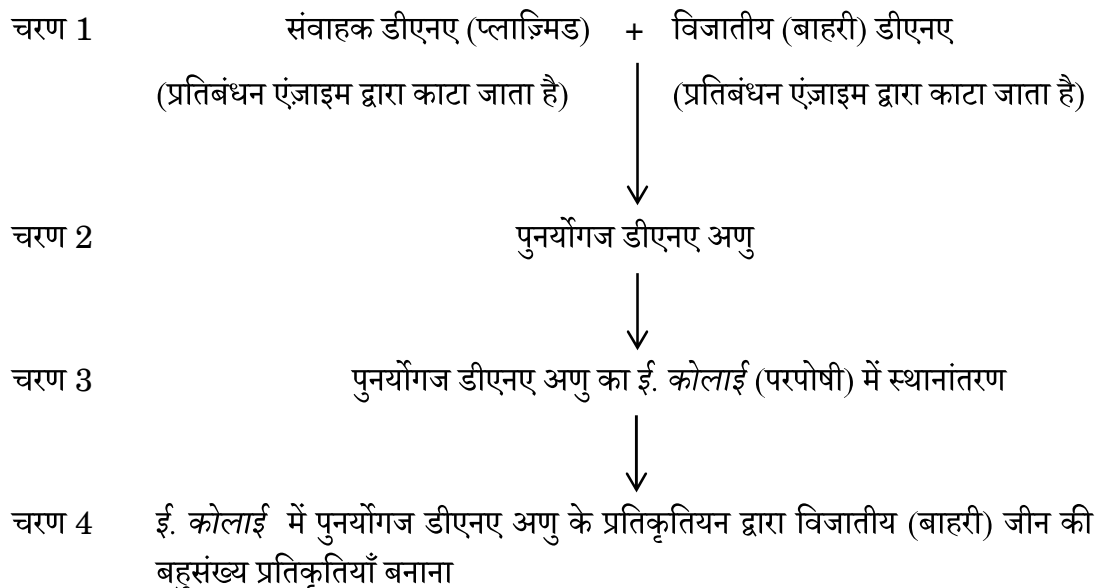 चरण 1 संवाहक डीएनए (प्लाज़्मिड) + विजातीय (बाहरी) डीएनए
(प्रतिबंधन एंज़ाइम द्वारा काटा जाता है) (प्रतिबंधन एंज़ाइम द्वारा काटा जाता है)
चरण 2 पुनर्योगज डीएनए अणु
चरण 3 पुनर्योगज डीएनए अणु का ई. कोलाई (परपोषी) में स्थानांतरण
चरण 4 ई. कोलाई में पुनर्योगज डीएनए अणु के प्रतिकृतियन द्वारा विजातीय (बाहरी) जीन की
बहुसंख्य प्रतिकृतियाँ बनाना